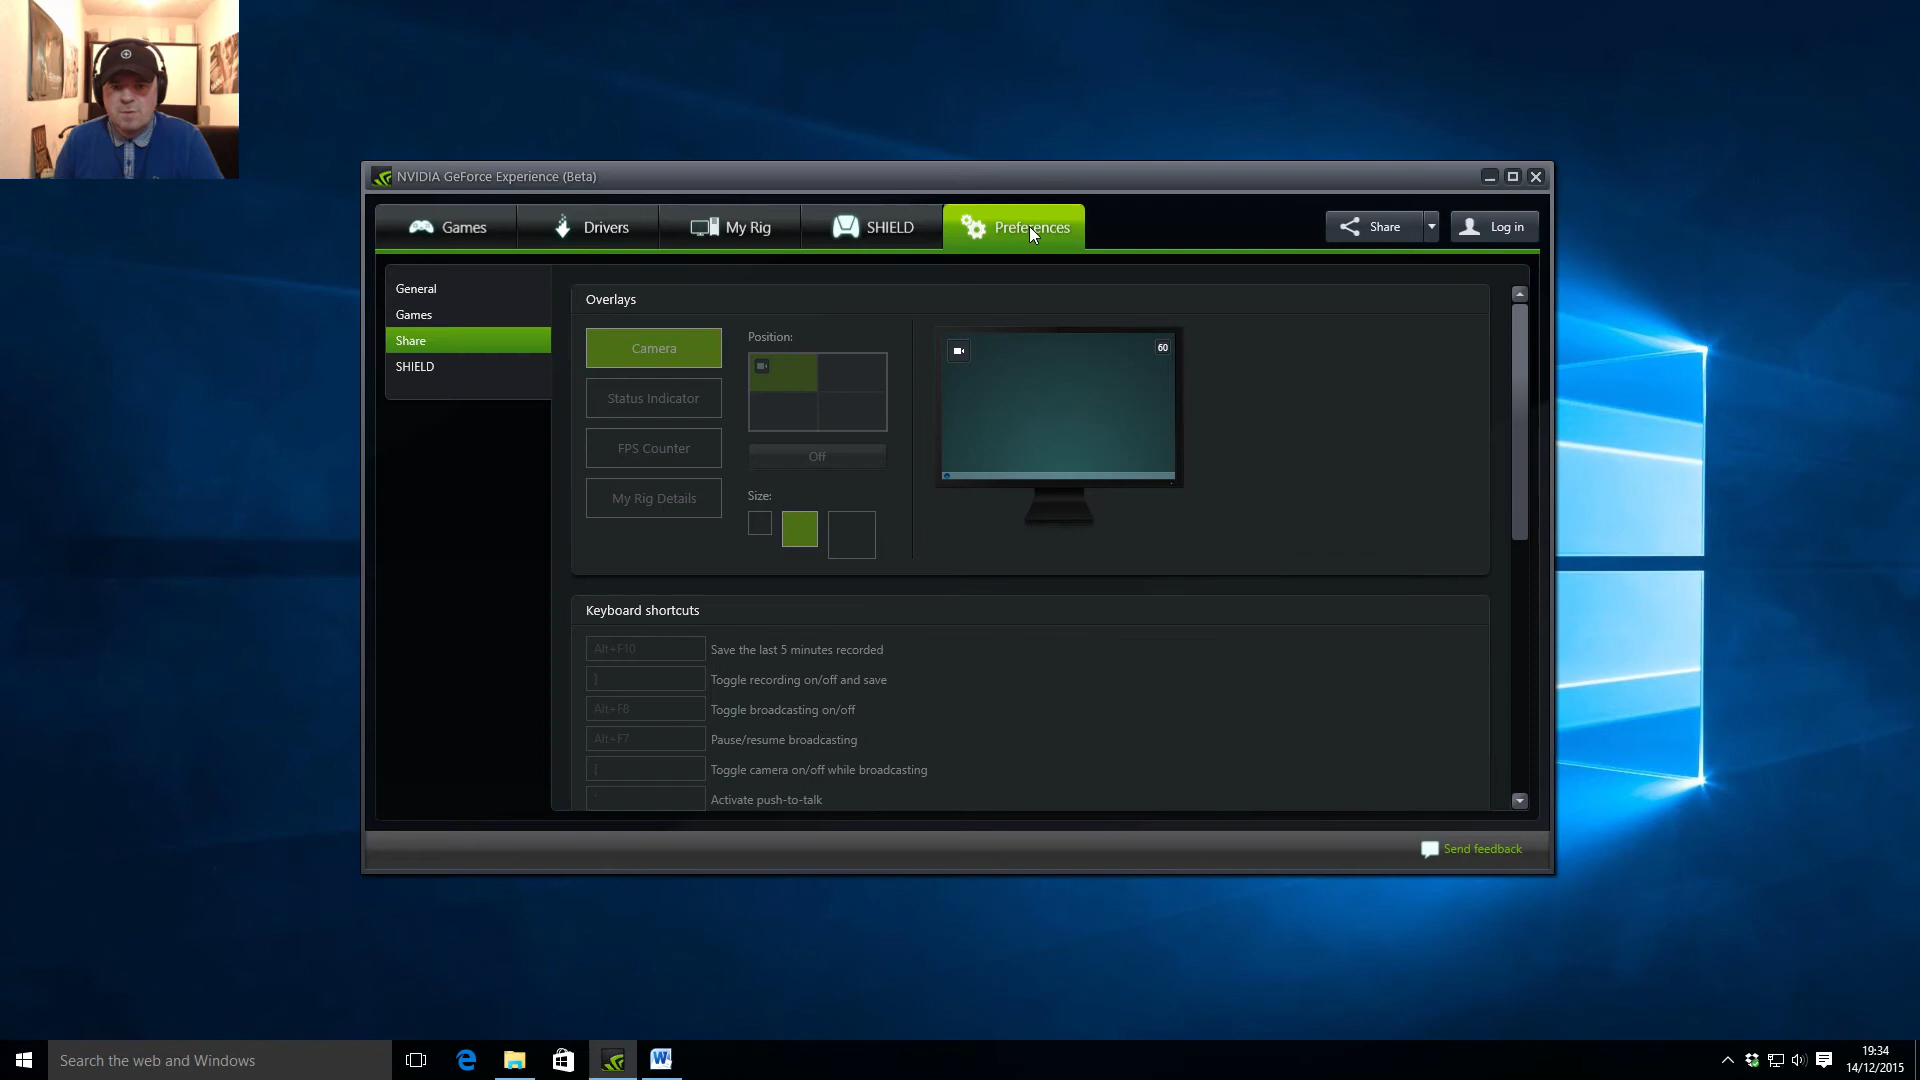 NVIDIA GeForce Experience (Beta)
Games
Drivers
My Rig
SHIELD
Preferences
Share
Log in
General
Games
Share
SHIELD
Overlays
Camera
Status Indicator
FPS Counter
My Rig Details
Position:
Off
Size:
60
Keyboard shortcuts
Alt+F10 Save the last 5 minutes recorded
] Toggle recording on/off and save
Alt+F8 Toggle broadcasting on/off
Alt+F7 Pause/resume broadcasting
[ Toggle camera on/off while broadcasting
Activate push-to-talk
Send feedback
Search the web and Windows
19:34
14/12/2015